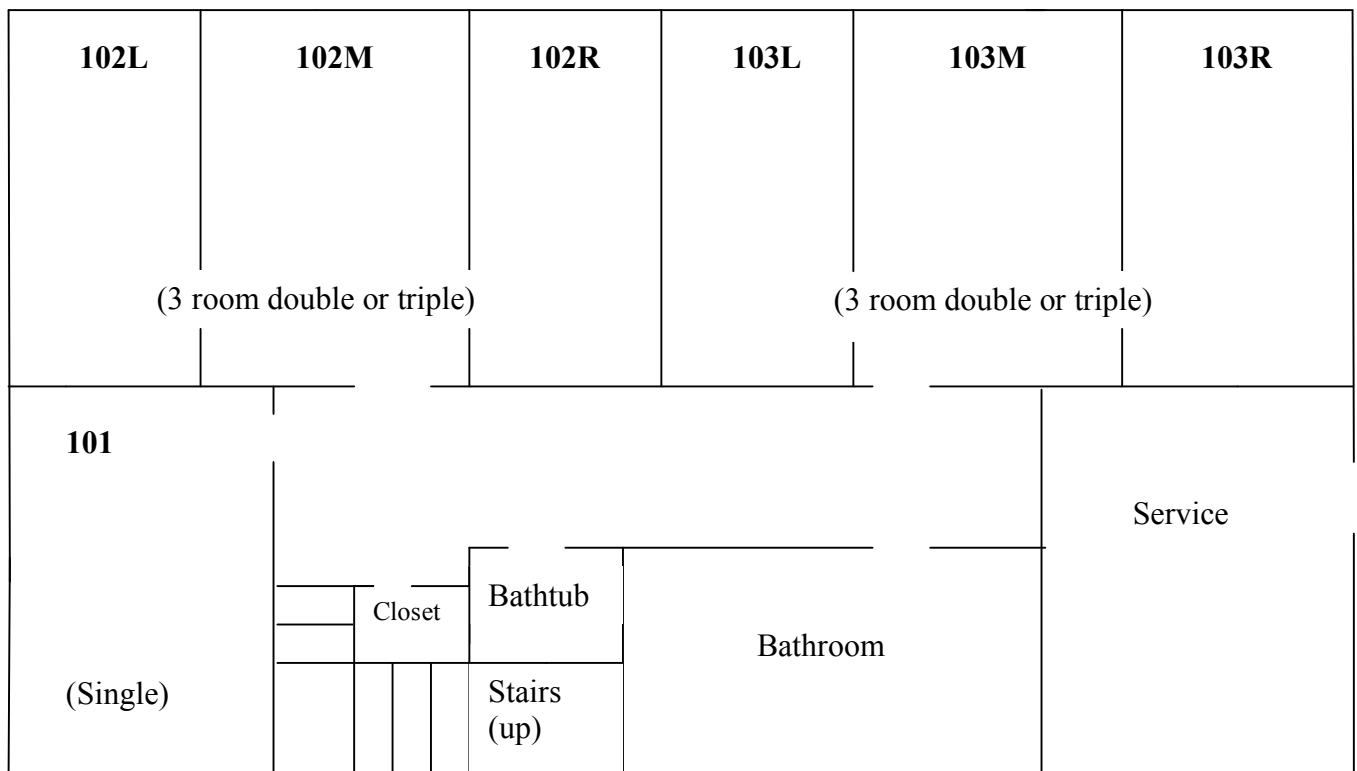 102L
102M
102R
103L
103M
103R
(3 room double or triple)
(3 room double or triple)
101
Service
Bathtub
Closet
Bathroom
(Single)
Stairs
(up)